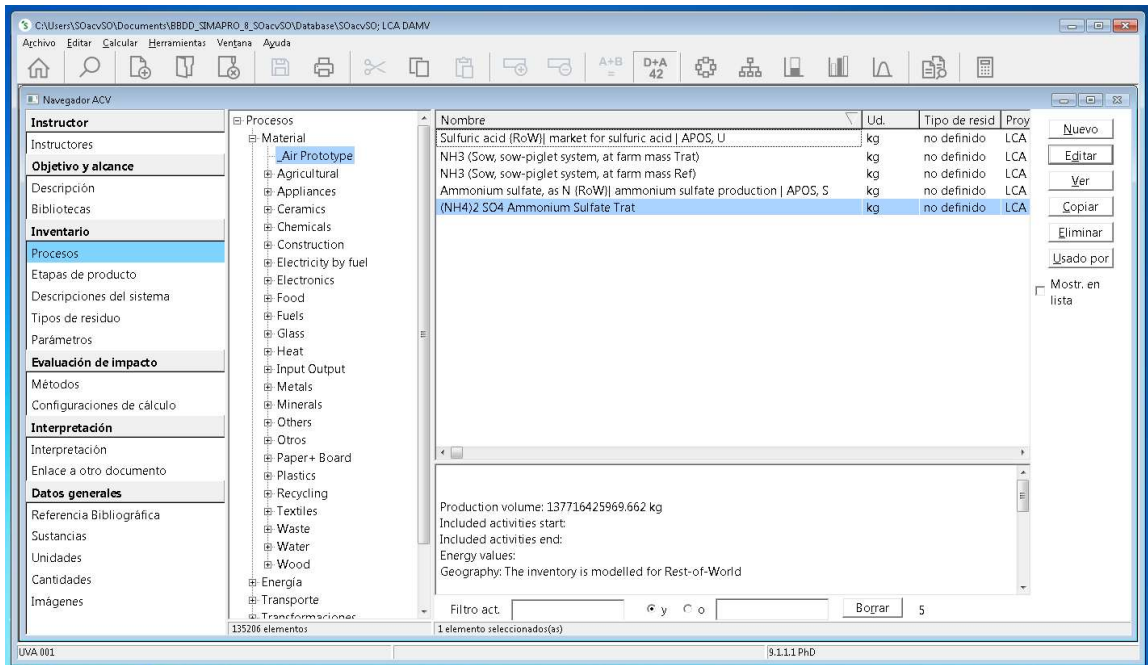 C:\Users\SOacvSO\Documents\BBDD_SIMAPRO_8_SOacvSO\Database\SOacvSO; LCA DAMV
Archivo Editar Calcular Herramientas Ventana Ayuda
A+B
=
D+A
42
Navegador ACV
Instructor
Instructores
Objetivo y alcance
Descripción
Bibliotecas
Inventario
Procesos
Etapas de producto
Descripciones del sistema
Tipos de residuo
Parámetros
Evaluación de impacto
Métodos
Configuraciones de cálculo
Interpretación
Interpretación
Enlace a otro documento
Datos generales
Referencia Bibliográfica
Sustancias
Unidades
Cantidades
Imágenes
Procesos
Material
_Air Prototype
Agricultural
Appliances
Ceramics
Chemicals
Construction
Electricity by fuel
Electronics
Food
Fuels
Glass
Heat
Input Output
Metals
Minerals
Others
Otros
Paper+ Board
Plastics
Recycling
Textiles
Waste
Water
Wood
Energía
Transporte
Transformaciones
135206 elementos
Nombre Ud. Tipo de resid Proy
Sulfuric acid {RoW}| market for sulfuric acid | APOS, U kg no definido LCA
NH3 (Sow, sow-piglet system, at farm mass Trat) kg no definido LCA
NH3 (Sow, sow-piglet system, at farm mass Ref) kg no definido LCA
Ammonium sulfate, as N {RoW}| ammonium sulfate production | APOS, S kg no definido LCA
(NH4)2 SO4 Ammonium Sulfate Trat kg no definido LCA
Production volume: 137716425969.662 kg
Included activities start:
Included activities end:
Energy values:
Geography: The inventory is modelled for Rest-of-World
Filtro act. y o Borrar 5
1 elemento seleccionados(as)
Nuevo
Editar
Ver
Copiar
Eliminar
Usado por
Mostr. en
lista
UVA 001 9.1.1.1 PhD